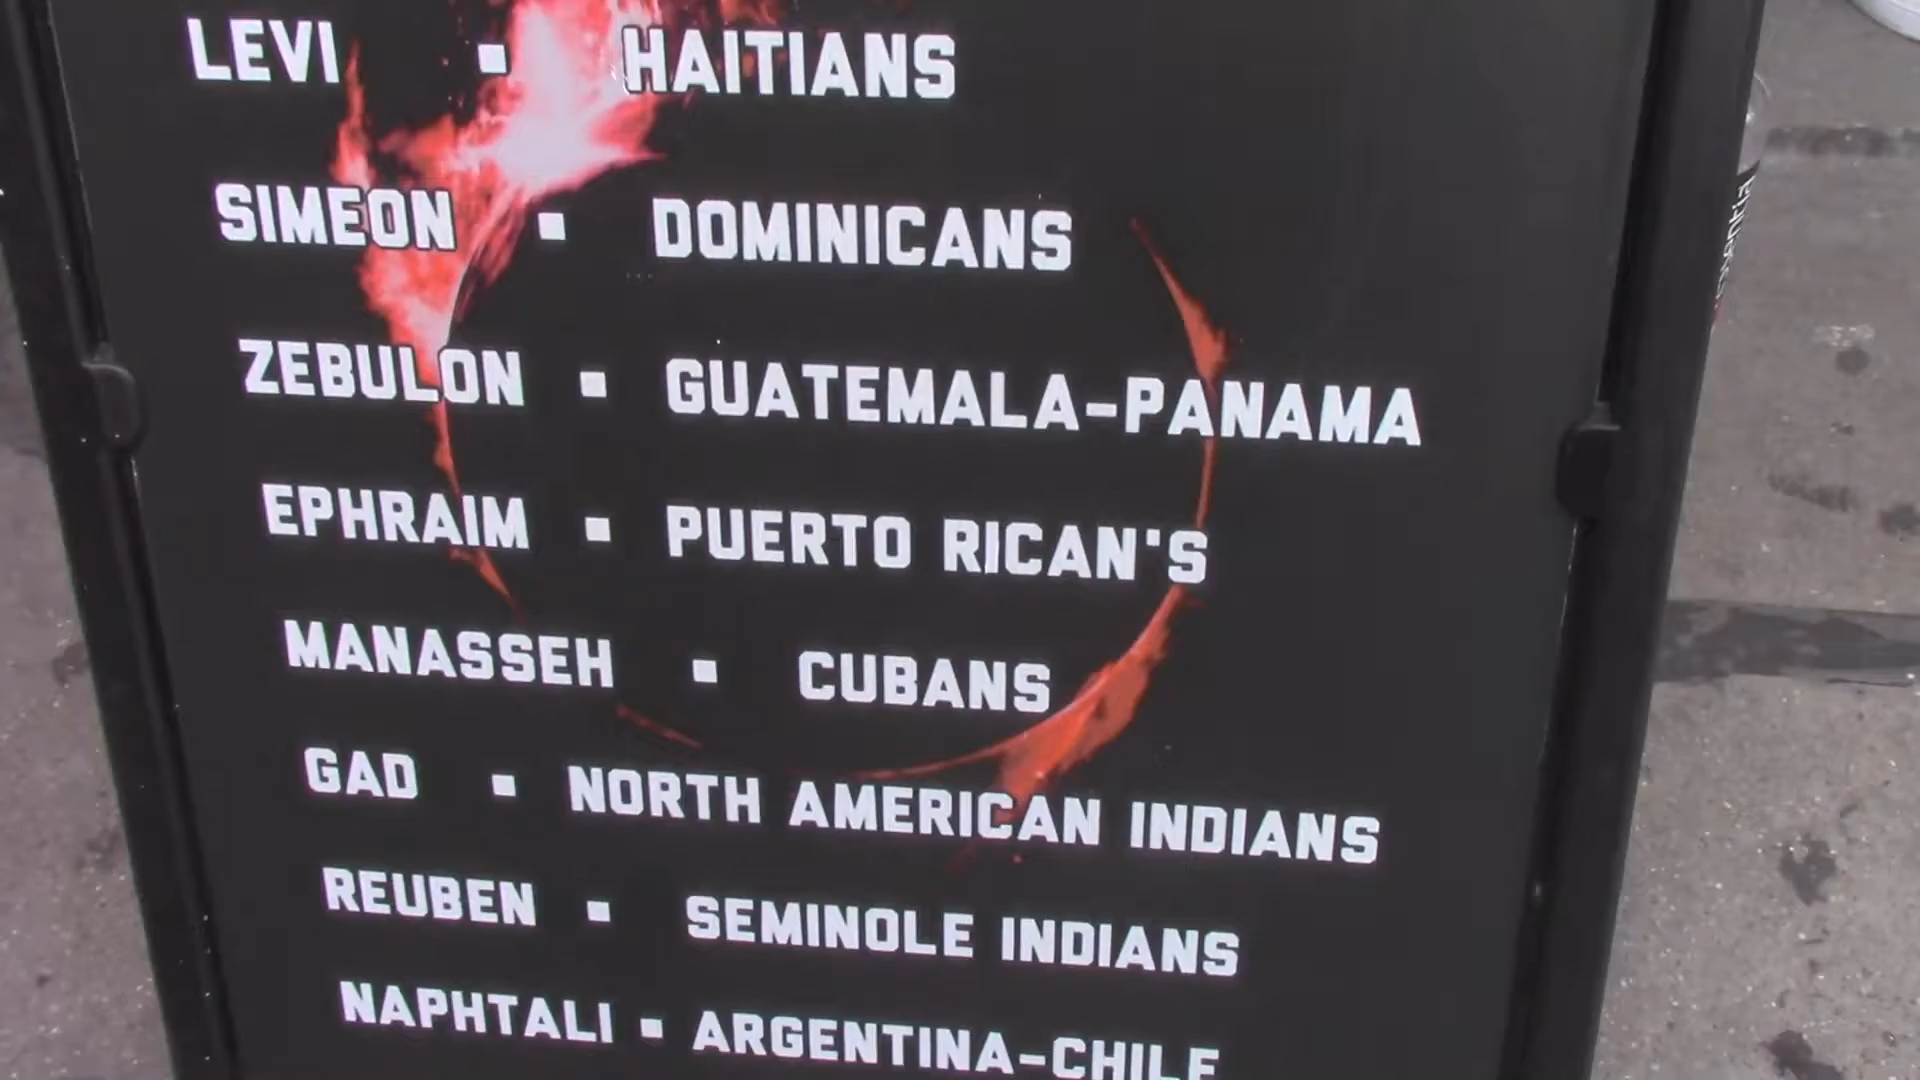 LEVI ▪ HAITIANS
SIMEON ▪ DOMINICANS
ZEBULON ▪ GUATEMALA-PANAMA
EPHRAIM ▪ PUERTO RICAN'S
MANASSEH ▪ CUBANS
GAD ▪ NORTH AMERICAN INDIANS
REUBEN ▪ SEMINOLE INDIANS
NAPHTALI ▪ ARGENTINA-CHILE